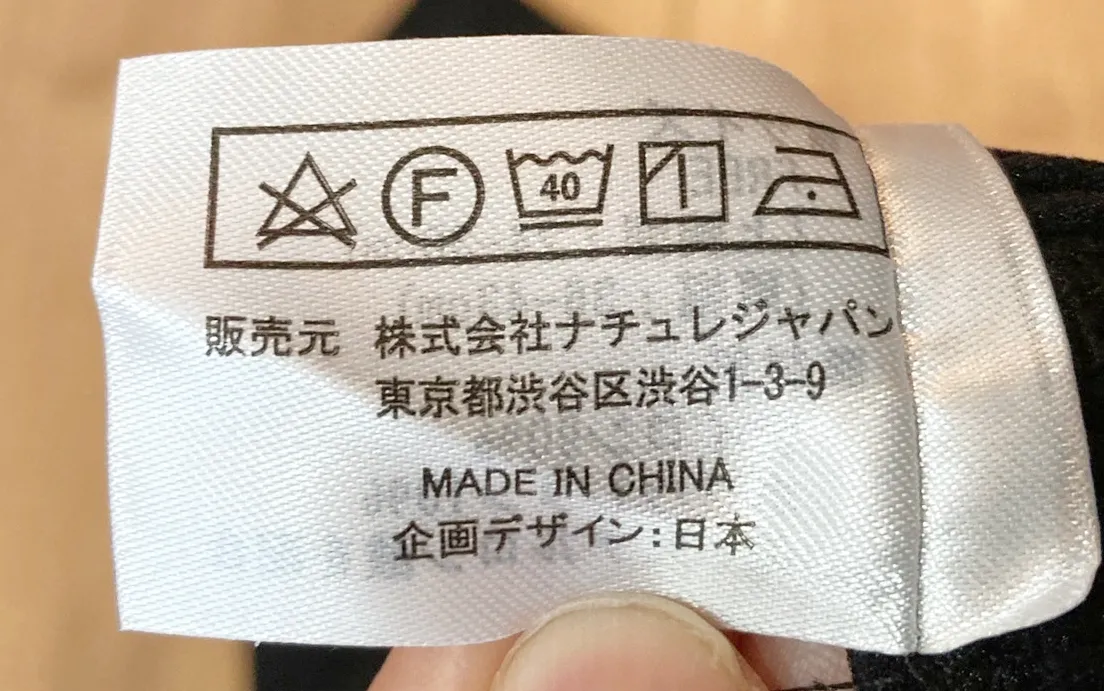 F 40
販売元 株式会社ナチュレジャパン
東京都渋谷区渋谷1-3-9
MADE IN CHINA
企画デザイン:日本